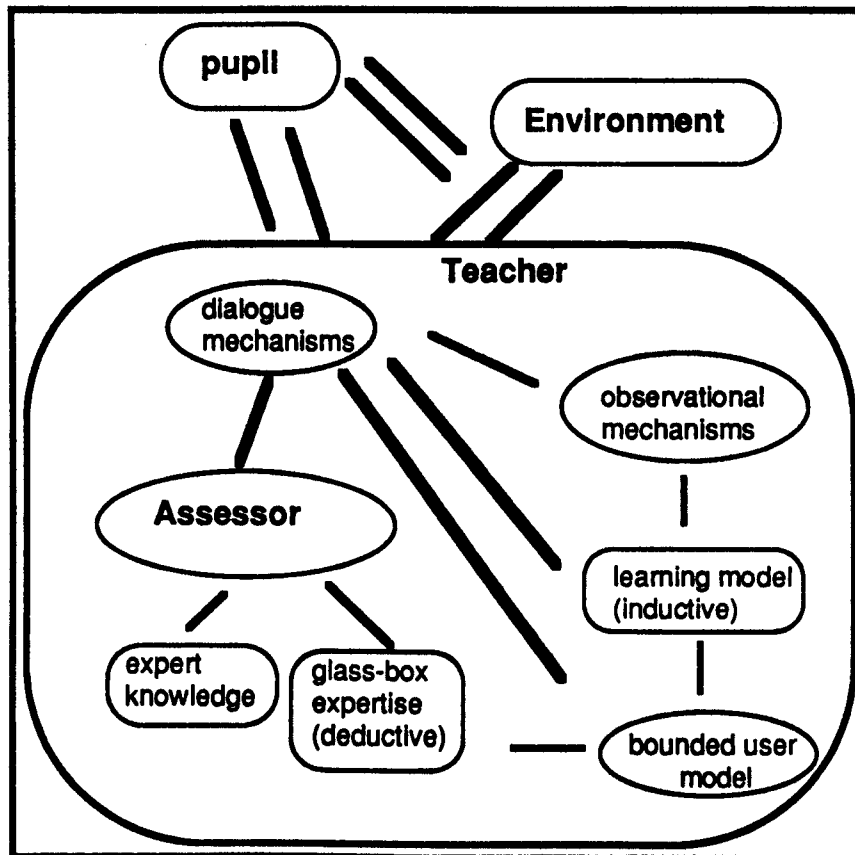 pupil
Environment
Teacher
dialogue
mechanisms
observational
mechanisms
Assessor
learning model
(inductive)
expert
knowledge
glass-box
expertise
(deductive)
bounded user
model